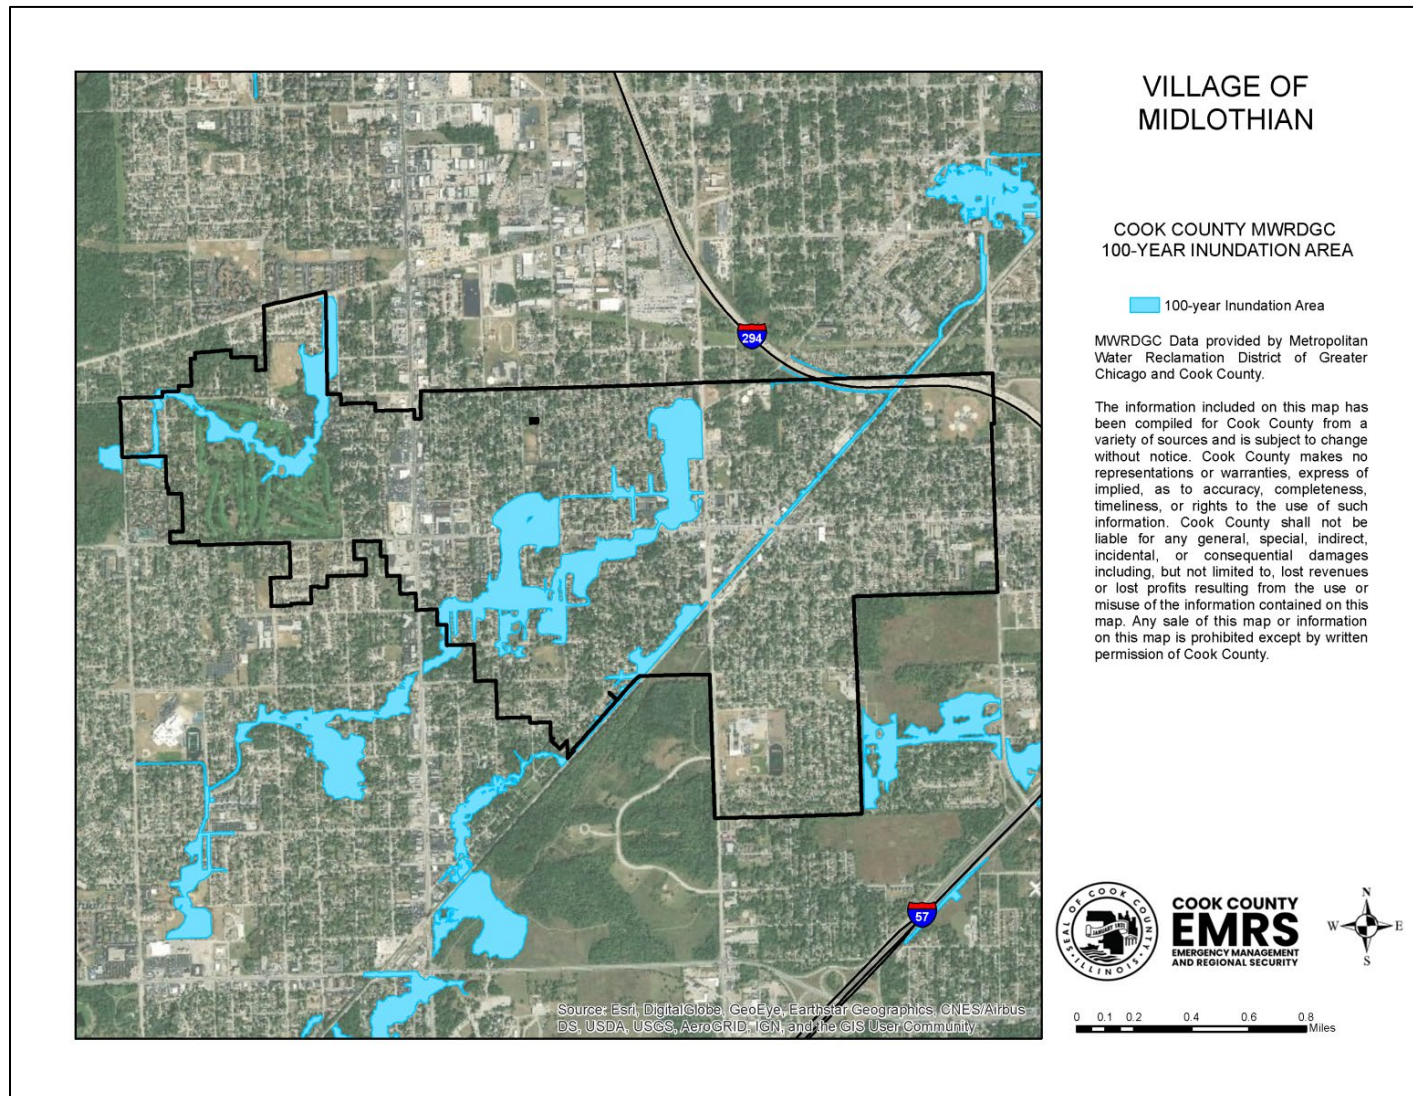 VILLAGE OF
MIDLOTHIAN
COOK COUNTY MWRDGC
100-YEAR INUNDATION AREA
100-year Inundation Area
MWRDGC Data provided by Metropolitan
Water Reclamation District of Greater
Chicago and Cook County.
The information included on this map has
been compiled for Cook County from a
variety of sources and is subject to change
without notice. Cook County makes no
representations or warranties, express of
implied, as to accuracy, completeness,
timeliness, or rights to the use of such
information. Cook County shall not be
liable for any general, special, indirect,
incidental, or consequential damages
including, but not limited to, lost revenues
or lost profits resulting from the use or
misuse of the information contained on this
map. Any sale of this map or information
on this map is prohibited except by written
permission of Cook County.
294
57
SEAL OF COOK COUNTY
JANUARY 1831
ILLINOIS
COOK COUNTY
EMRS
EMERGENCY MANAGEMENT
AND REGIONAL SECURITY
N
W E
S
Source: Esri, DigitalGlobe, GeoEye, Earthstar Geographics, CNES/Airbus
DS, USDA, USGS, AeroGRID, IGN, and the GIS User Community
0 0.1 0.2 0.4 0.6 0.8
Miles